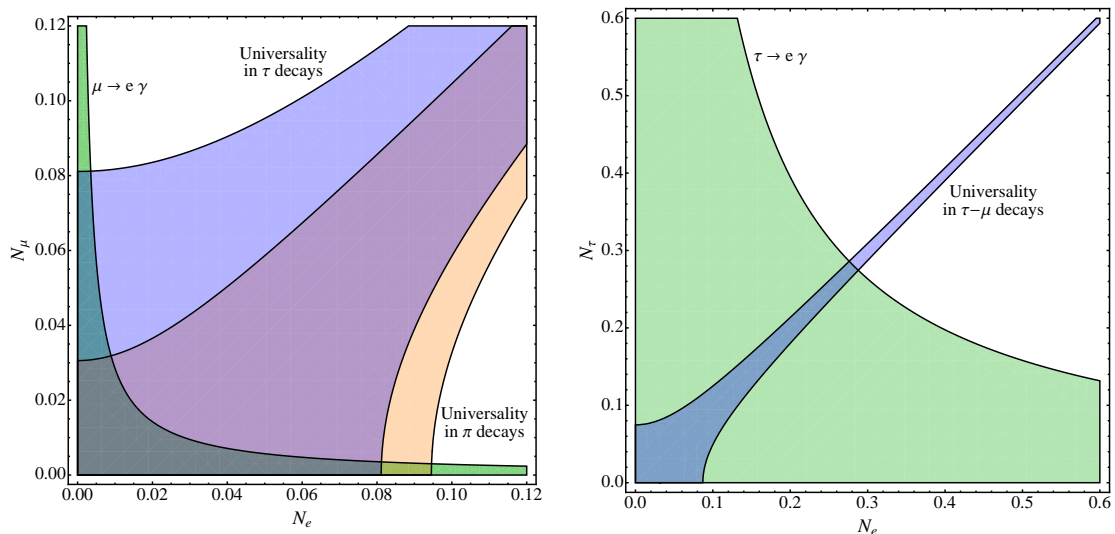 0.12
0.10
0.08
0.06
0.04
0.02
0.00
N_μ
Universality
in τ decays
μ → e γ
Universality
in π decays
0.00 0.02 0.04 0.06 0.08 0.10 0.12
N_e
0.6
0.5
0.4
0.3
0.2
0.1
0.0
N_τ
τ → e γ
Universality
in τ−μ decays
0.0 0.1 0.2 0.3 0.4 0.5 0.6
N_e